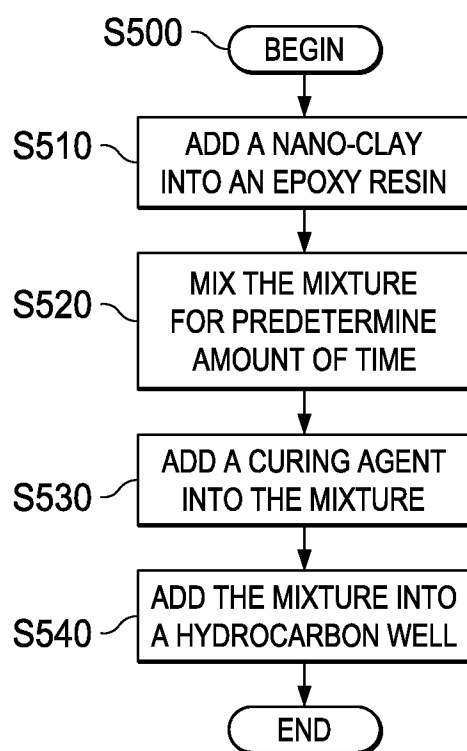 S500
BEGIN
S510
ADD A NANO-CLAY
INTO AN EPOXY RESIN
S520
MIX THE MIXTURE
FOR PREDETERMINE
AMOUNT OF TIME
S530
ADD A CURING AGENT
INTO THE MIXTURE
S540
ADD THE MIXTURE INTO
A HYDROCARBON WELL
END